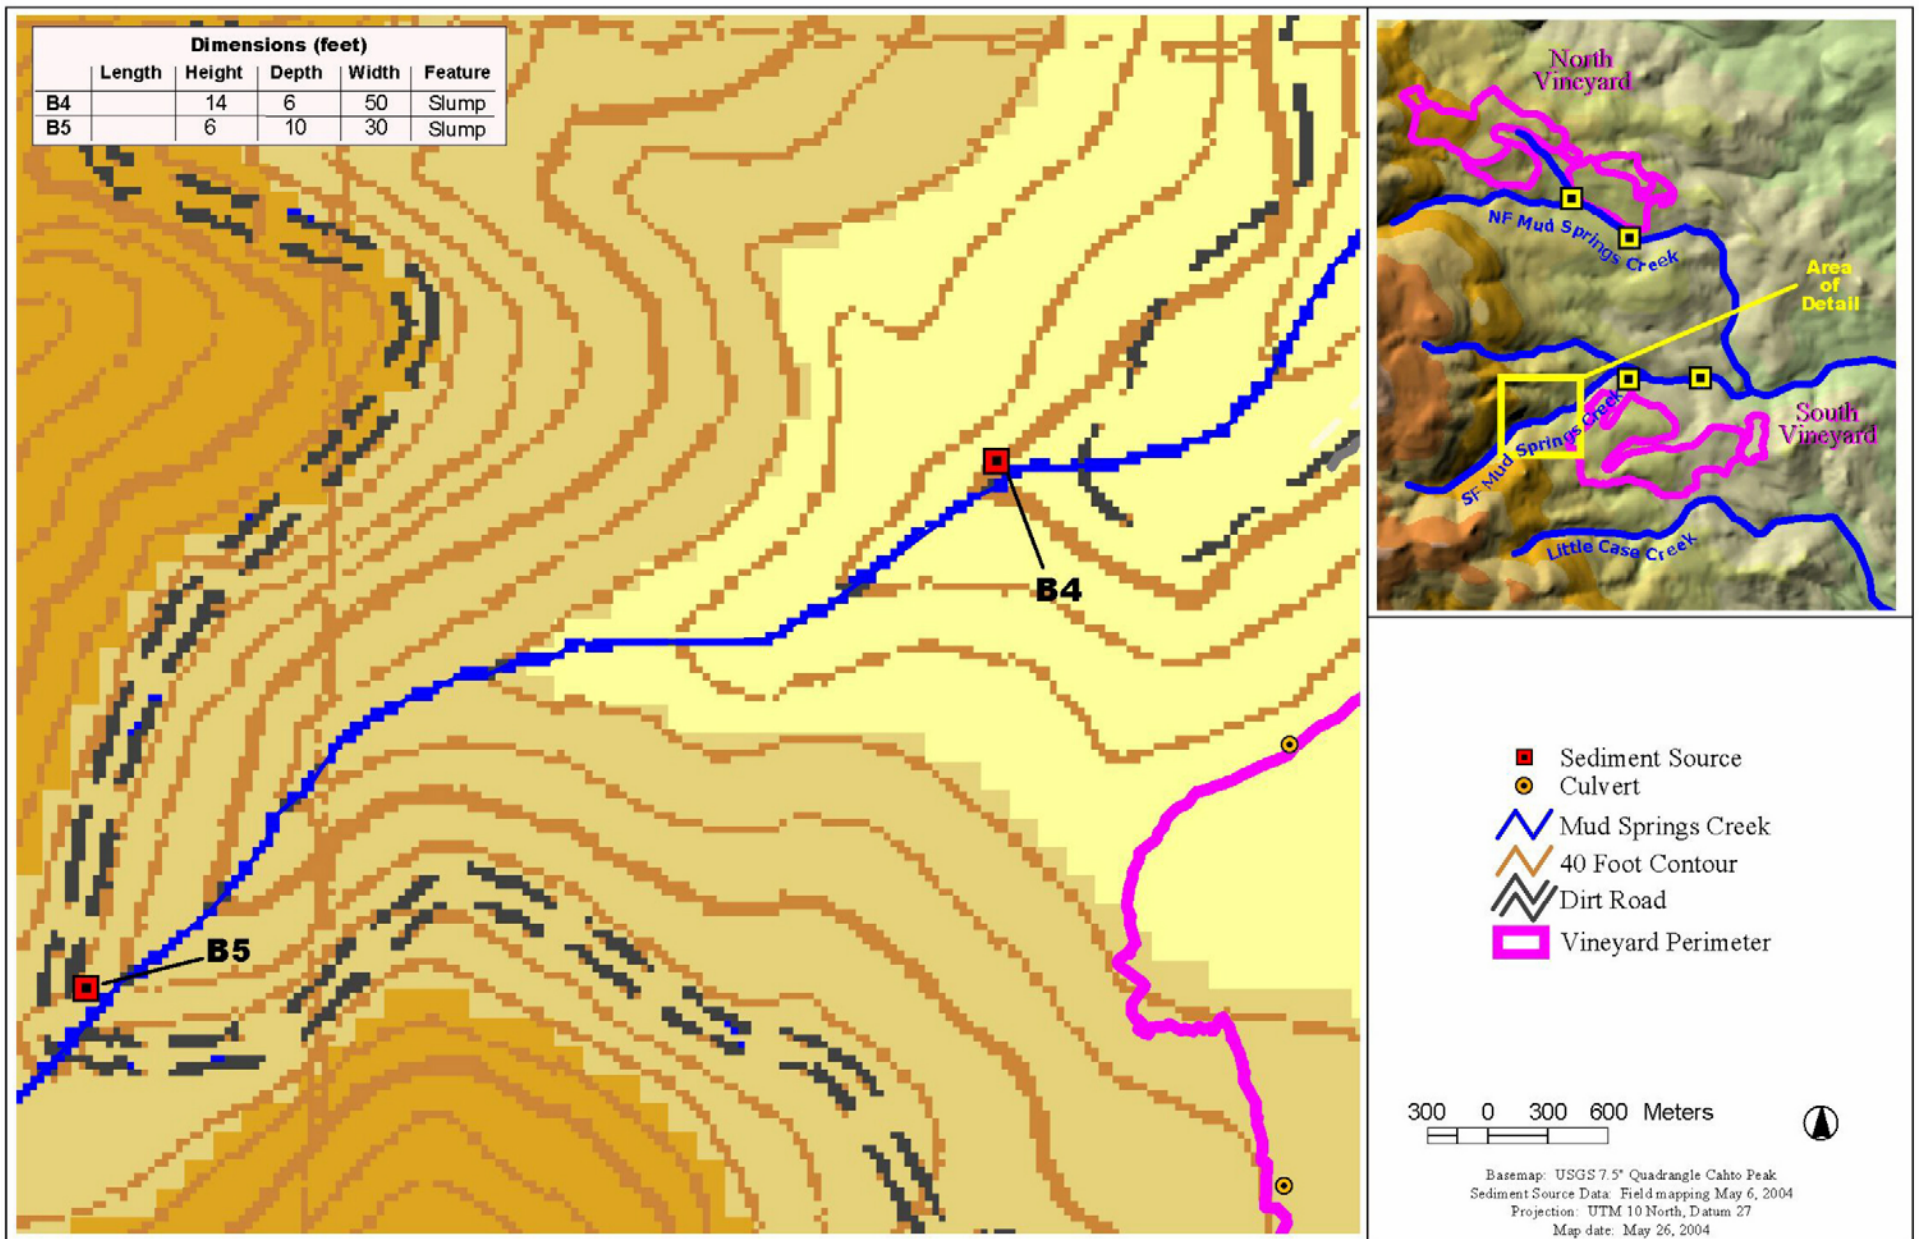 Dimensions (feet)
Length Height Depth Width Feature
B4 14 6 50 Slump
B5 6 10 30 Slump
B4
B5
North
Vineyard
NF Mud Springs Creek
Area
of
Detail
South
Vineyard
SF Mud Springs Creek
Little Case Creek
Sediment Source
Culvert
Mud Springs Creek
40 Foot Contour
Dirt Road
Vineyard Perimeter
300 0 300 600 Meters
Basemap: USGS 7.5" Quadrangle Cahto Peak
Sediment Source Data: Field mapping May 6, 2004
Projection: UTM 10 North, Datum 27
Map date: May 26, 2004